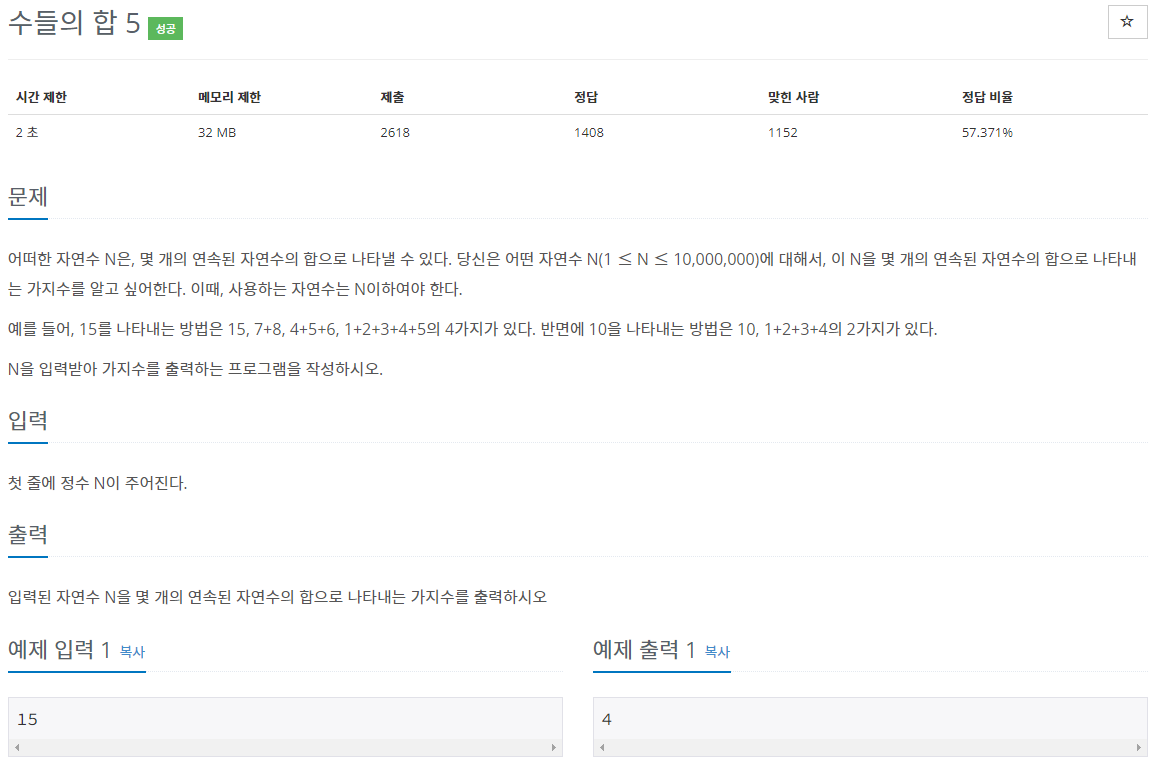 수들의 합 5 성공
☆
시간 제한 메모리 제한 제출 정답 맞힌 사람 정답 비율
2 초 32 MB 2618 1408 1152 57.371%
문제
어떠한 자연수 N은, 몇 개의 연속된 자연수의 합으로 나타낼 수 있다. 당신은 어떤 자연수 N(1 ≤ N ≤ 10,000,000)에 대해서, 이 N을 몇 개의 연속된 자연수의 합으로 나타내
는 가지수를 알고 싶어한다. 이때, 사용하는 자연수는 N이하여야 한다.
예를 들어, 15를 나타내는 방법은 15, 7+8, 4+5+6, 1+2+3+4+5의 4가지가 있다. 반면에 10을 나타내는 방법은 10, 1+2+3+4의 2가지가 있다.
N을 입력받아 가지수를 출력하는 프로그램을 작성하시오.
입력
첫 줄에 정수 N이 주어진다.
출력
입력된 자연수 N을 몇 개의 연속된 자연수의 합으로 나타내는 가지수를 출력하시오
예제 입력 1 복사
15
예제 출력 1 복사
4